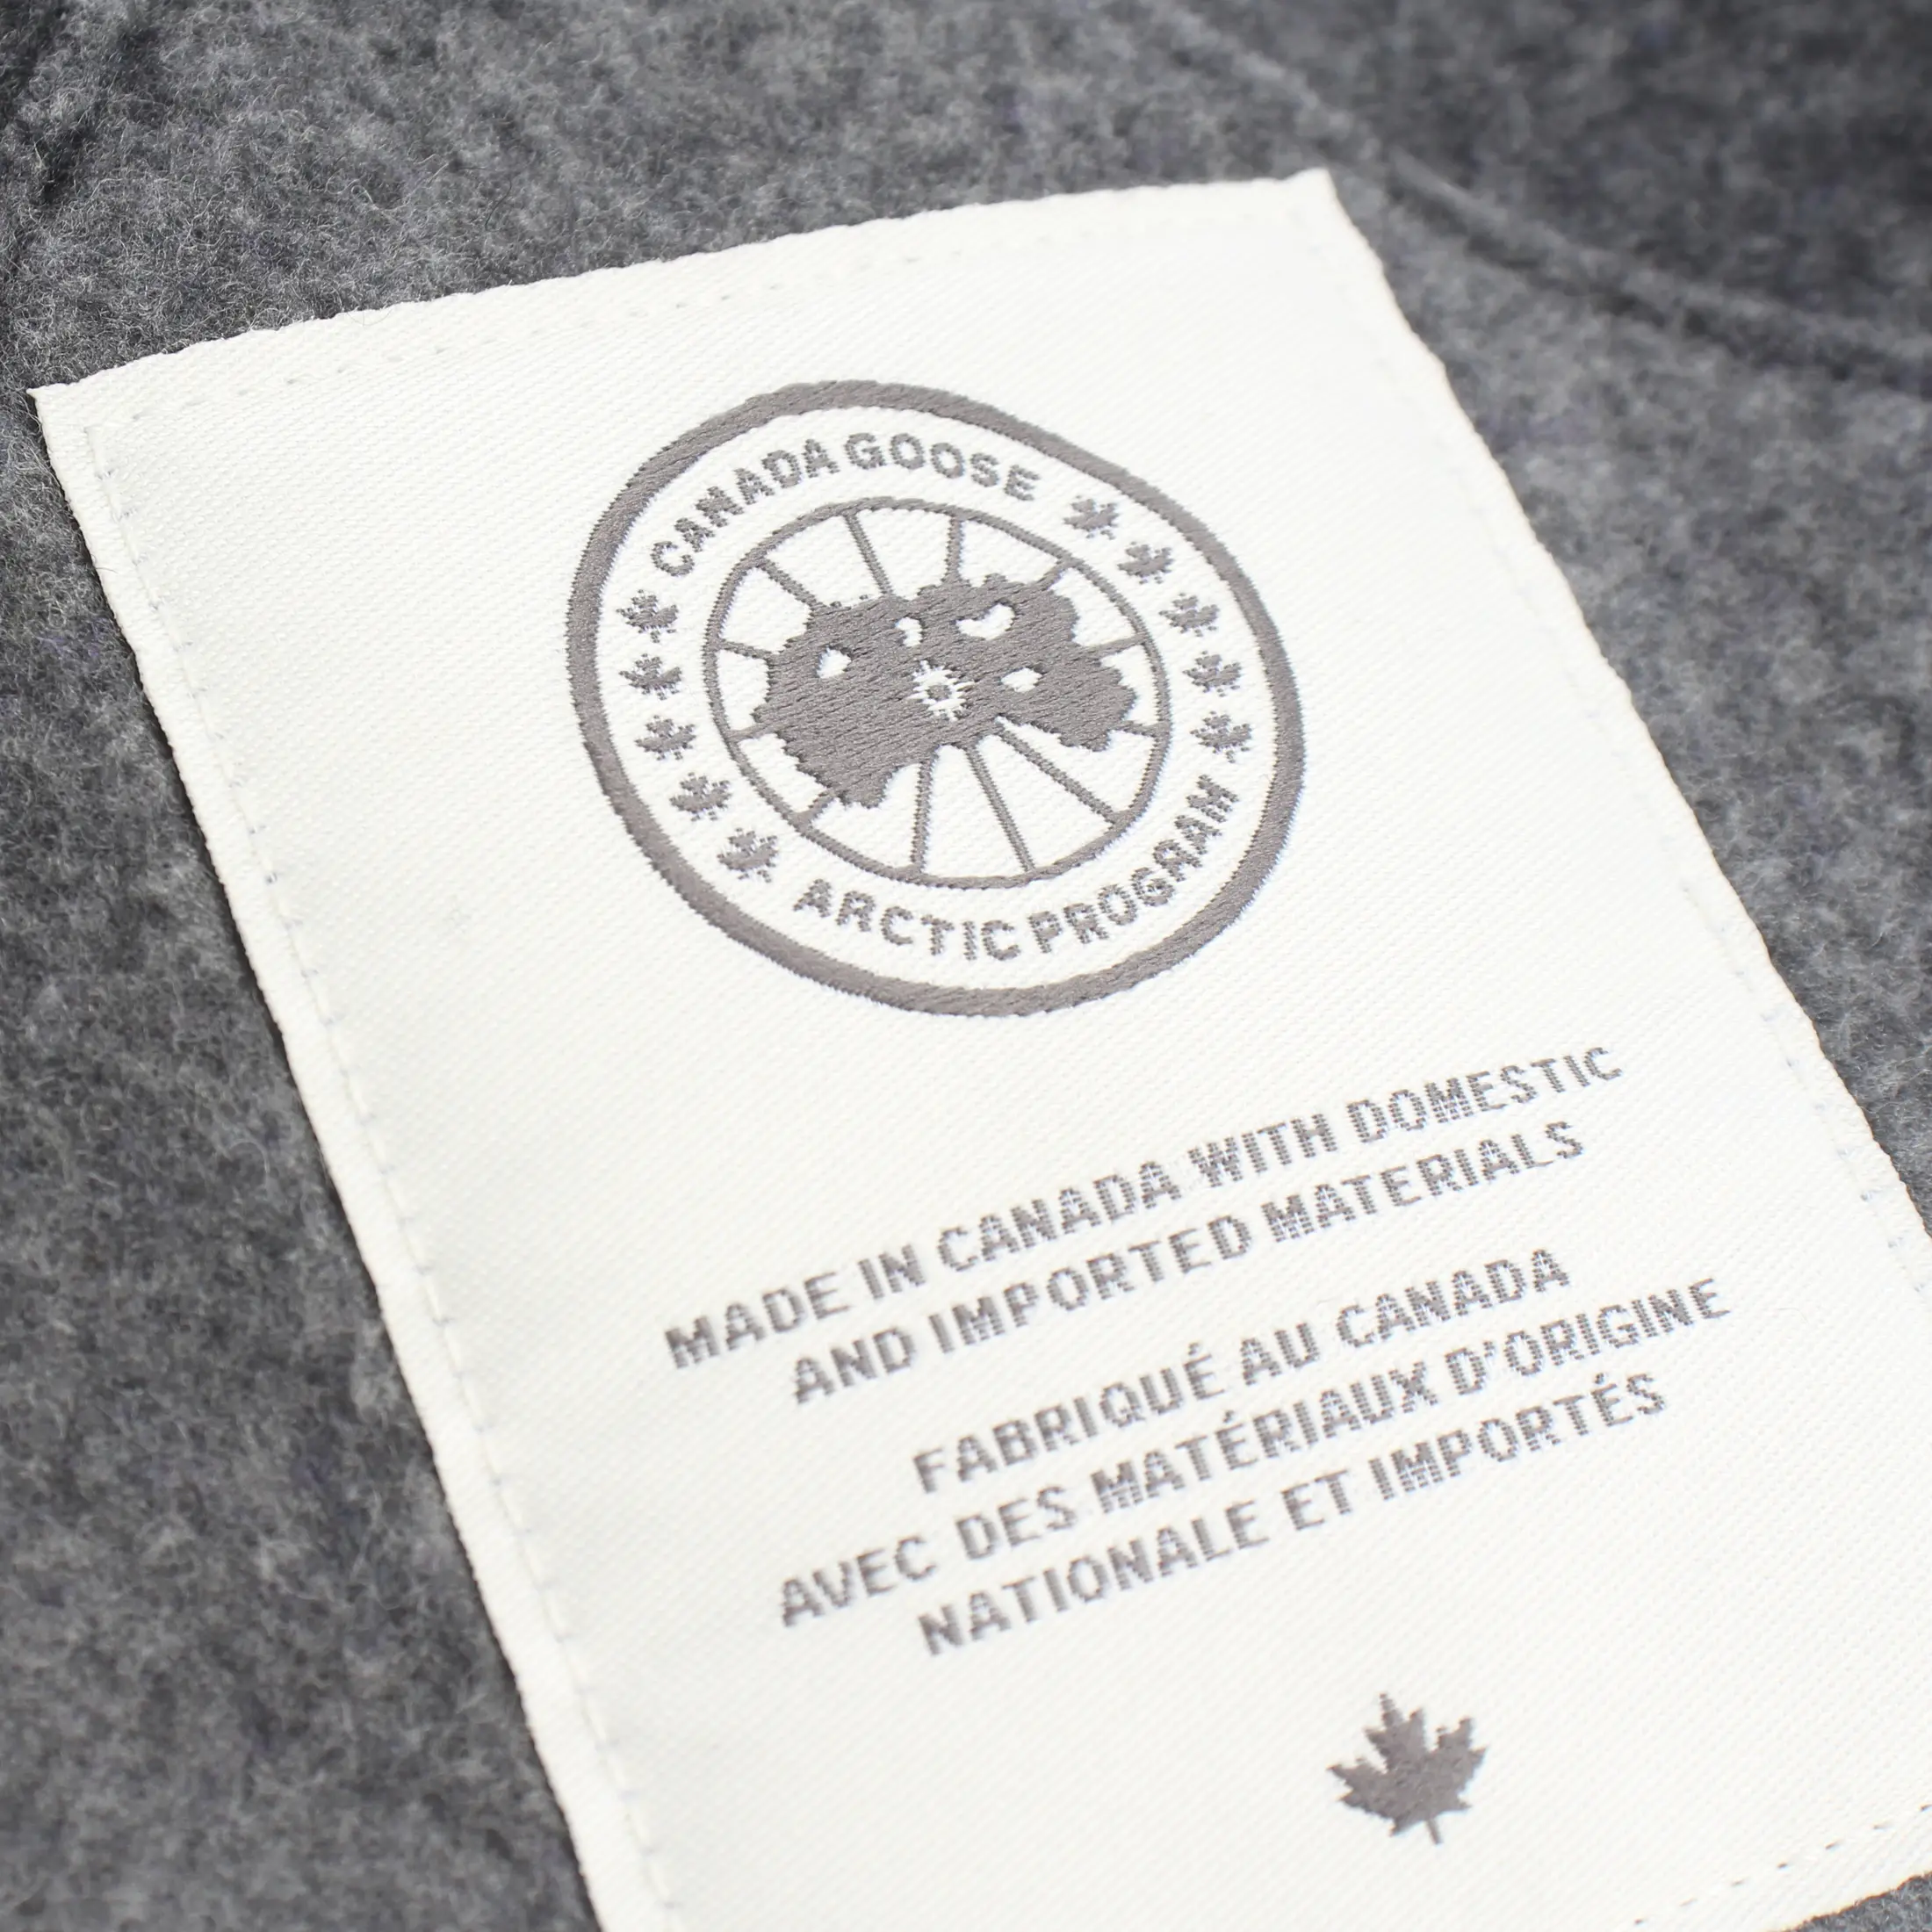 CANADA GOOSE
ARCTIC PROGRAM
MADE IN CANADA WITH DOMESTIC
AND IMPORTED MATERIALS
FABRIQUÉ AU CANADA
AVEC DES MATÉRIAUX D'ORIGINE
NATIONALE ET IMPORTÉS